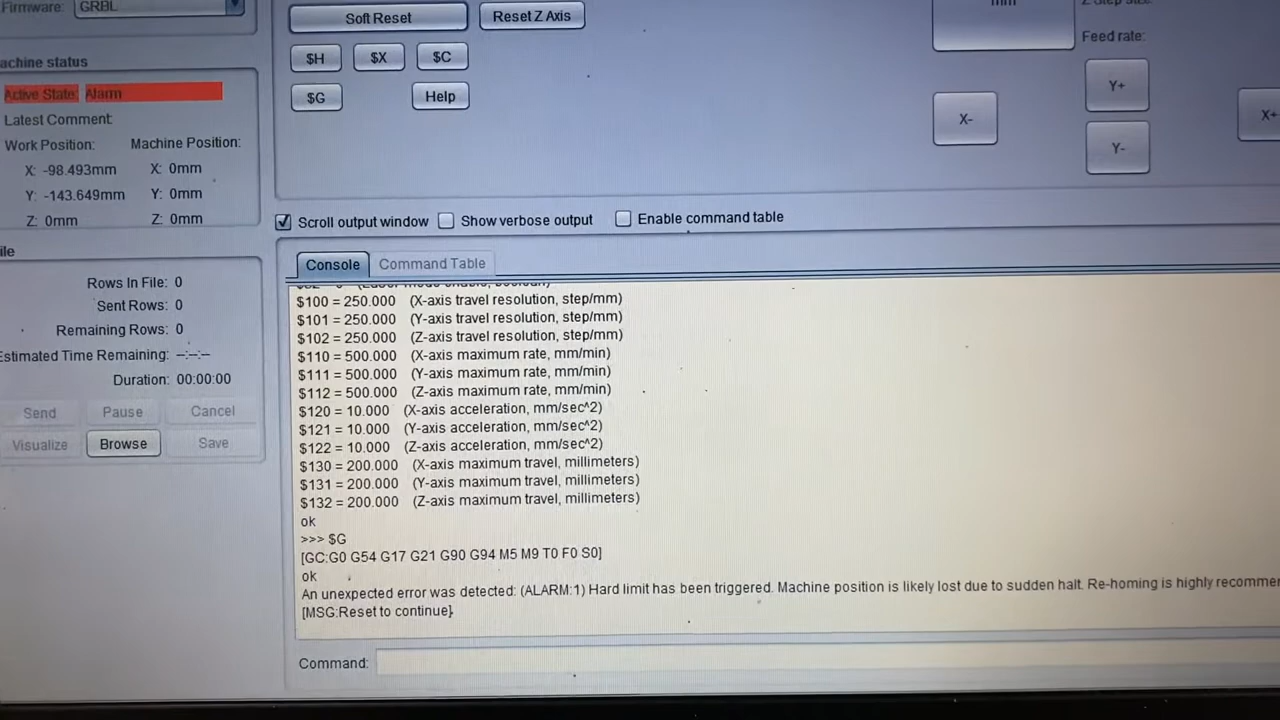 Firmware: GRBL
Soft Reset
Reset Z Axis
mm
Feed rate:
$H
$X
$C
$G
Help
X-
Y+
Y-
X+
achine status
Active State: Alarm
Latest Comment:
Work Position:
Machine Position:
X: -98.493mm
X: 0mm
Y: -143.649mm
Y: 0mm
Z: 0mm
Z: 0mm
Scroll output window
Show verbose output
Enable command table
ile
Rows In File: 0
Sent Rows: 0
Remaining Rows: 0
Estimated Time Remaining: --:--:--
Duration: 00:00:00
Send
Pause
Cancel
Visualize
Browse
Save
Console
Command Table
$100 = 250.000 (X-axis travel resolution, step/mm)
$101 = 250.000 (Y-axis travel resolution, step/mm)
$102 = 250.000 (Z-axis travel resolution, step/mm)
$110 = 500.000 (X-axis maximum rate, mm/min)
$111 = 500.000 (Y-axis maximum rate, mm/min)
$112 = 500.000 (Z-axis maximum rate, mm/min)
$120 = 10.000 (X-axis acceleration, mm/sec^2)
$121 = 10.000 (Y-axis acceleration, mm/sec^2)
$122 = 10.000 (Z-axis acceleration, mm/sec^2)
$130 = 200.000 (X-axis maximum travel, millimeters)
$131 = 200.000 (Y-axis maximum travel, millimeters)
$132 = 200.000 (Z-axis maximum travel, millimeters)
ok
>>> $G
[GC:G0 G54 G17 G21 G90 G94 M5 M9 T0 F0 S0]
ok
An unexpected error was detected: (ALARM:1) Hard limit has been triggered. Machine position is likely lost due to sudden halt. Re-homing is highly recomme
[MSG:Reset to continue]
Command: